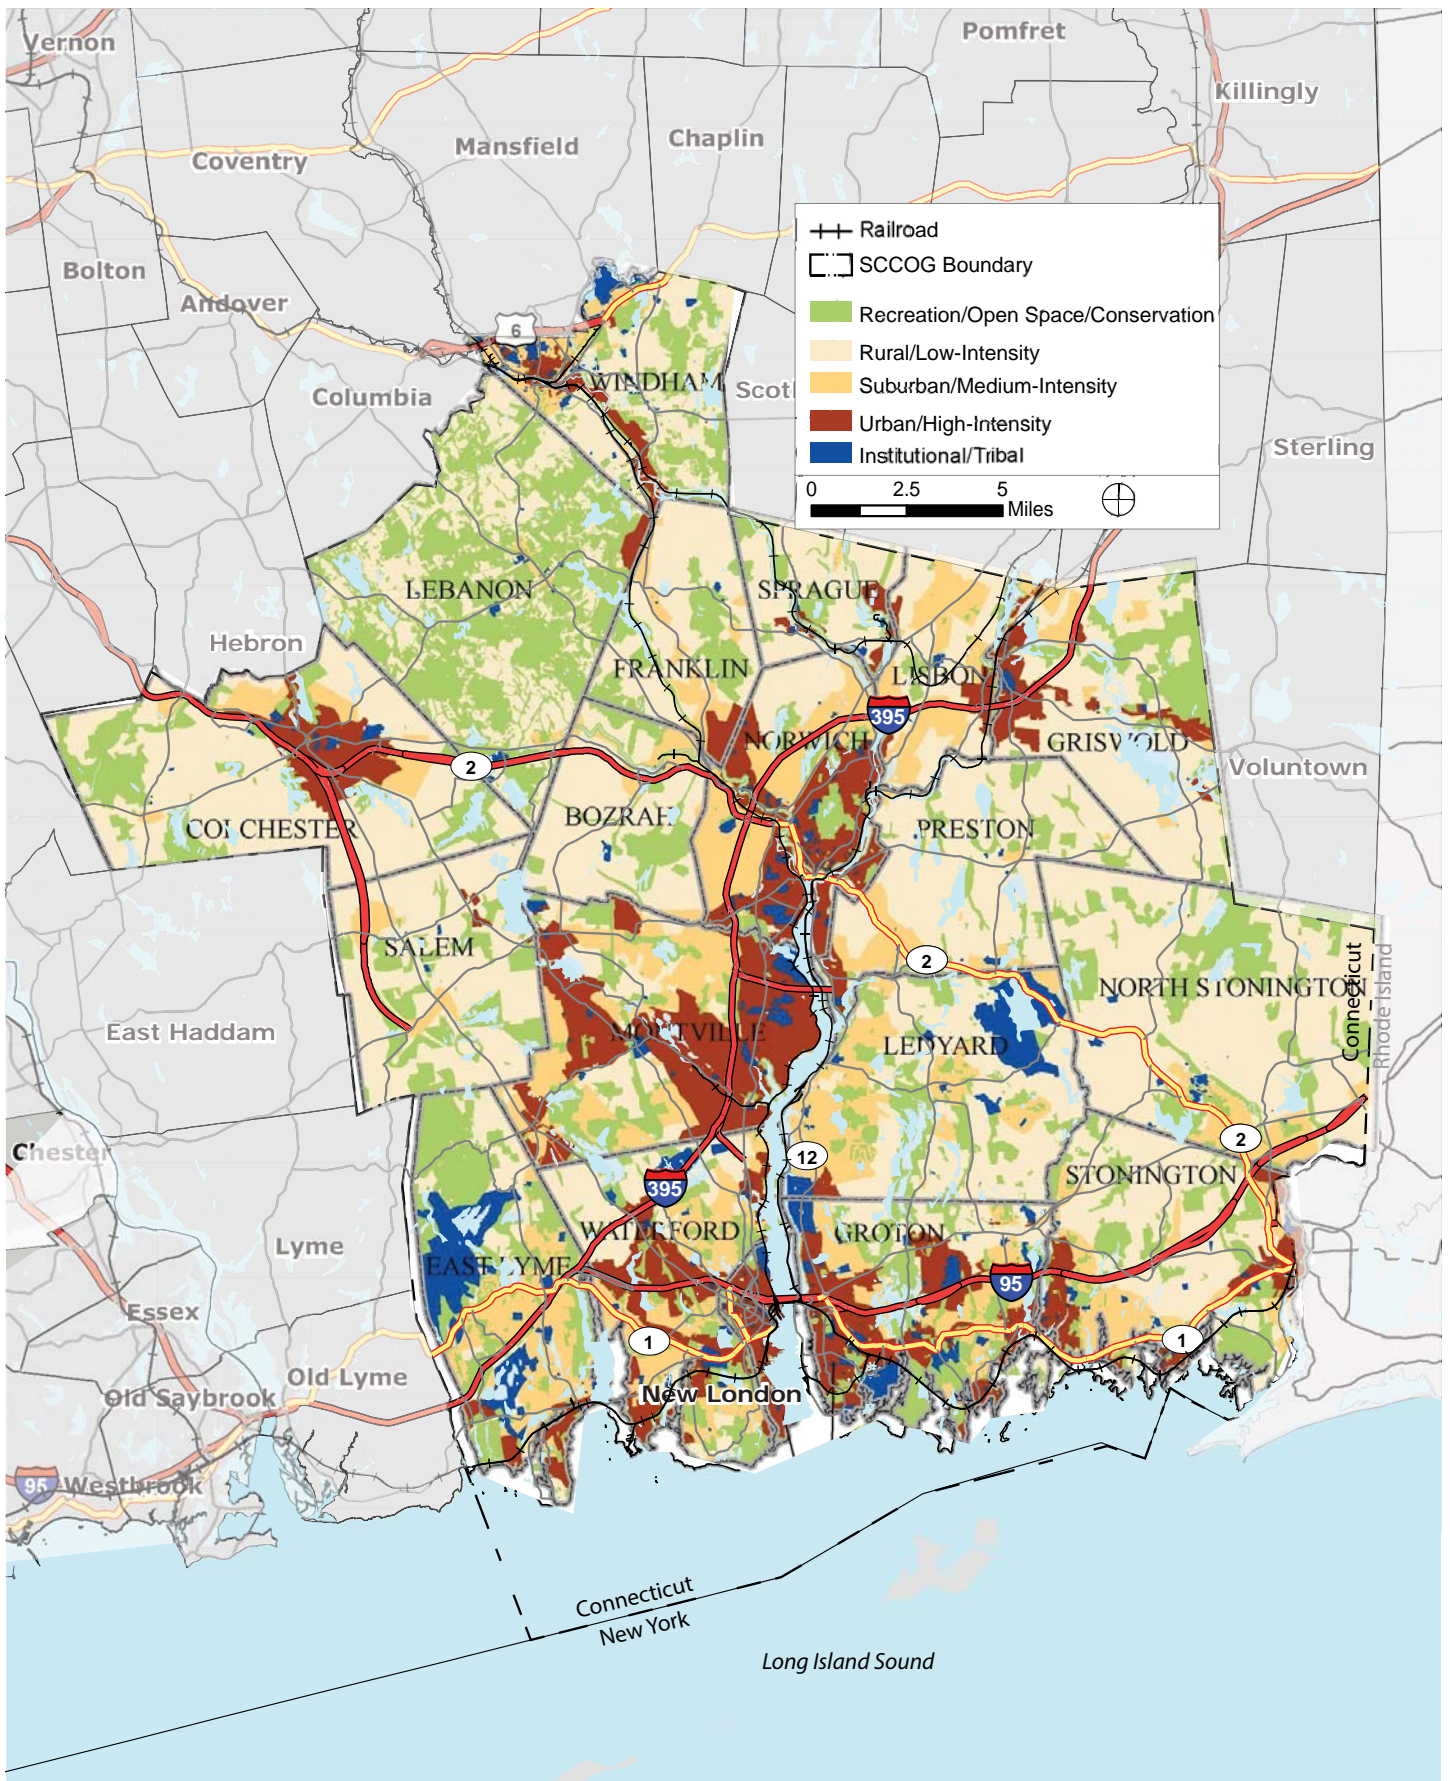 Vernon
Pomfret
Killingly
Coventry
Mansfield
Chaplin
Railroad
SCCOG Boundary
Recreation/Open Space/Conservation
Rural/Low-Intensity
Suburban/Medium-Intensity
Urban/High-Intensity
Institutional/Tribal
0 2.5 5
Miles
Bolton
Andover
6
Columbia
WINDHAM
Sterling
LEBANON
SPRAGUE
Hebron
FRANKLIN
LISBON
395
NORWICH
GRISWOLD
2
Voluntown
COLCHESTER
BOZRAH
PRESTON
SALEM
2
NORTH STONINGTON
Connecticut
Rhode Island
East Haddam
MONTVILLE
LEDYARD
Chester
2
12
STONINGTON
395
Lyme
WATERFORD
GROTON
EAST LYME
95
Essex
1
1
Old Lyme
New London
Old Saybrook
95
Westbrook
Connecticut
New York
Long Island Sound